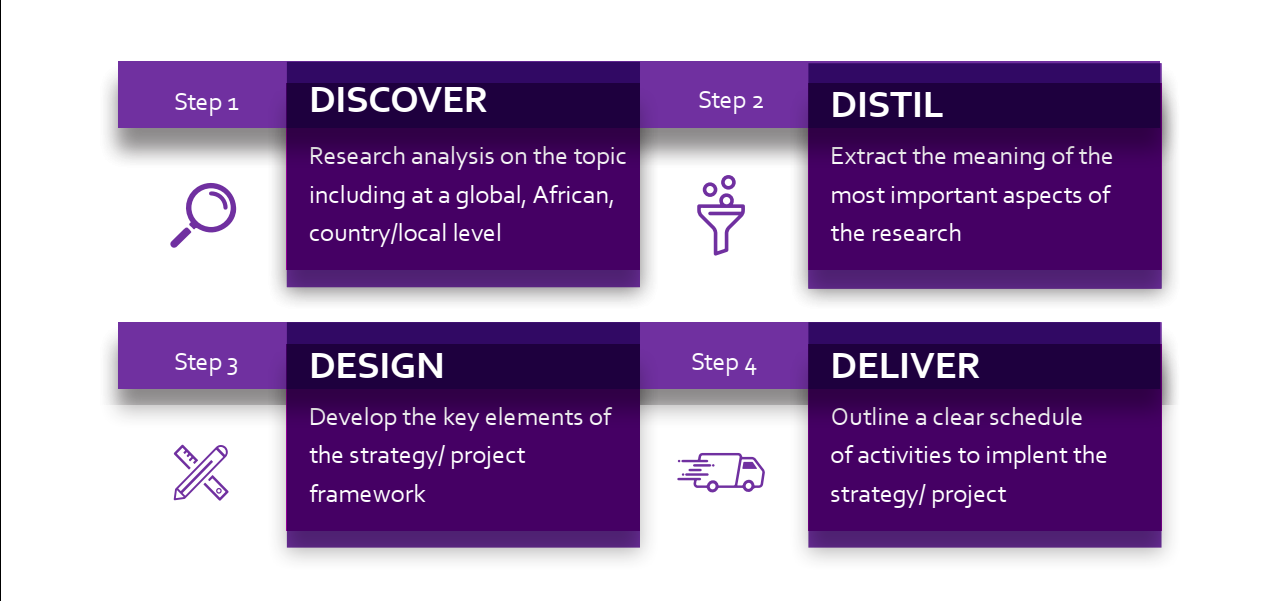 Step 1
DISCOVER
Research analysis on the topic
including at a global, African,
country/local level
Step 2
DISTIL
Extract the meaning of the
most important aspects of
the research
Step 3
DESIGN
Develop the key elements of
the strategy/ project
framework
Step 4
DELIVER
Outline a clear schedule
of activities to implent the
strategy/ project